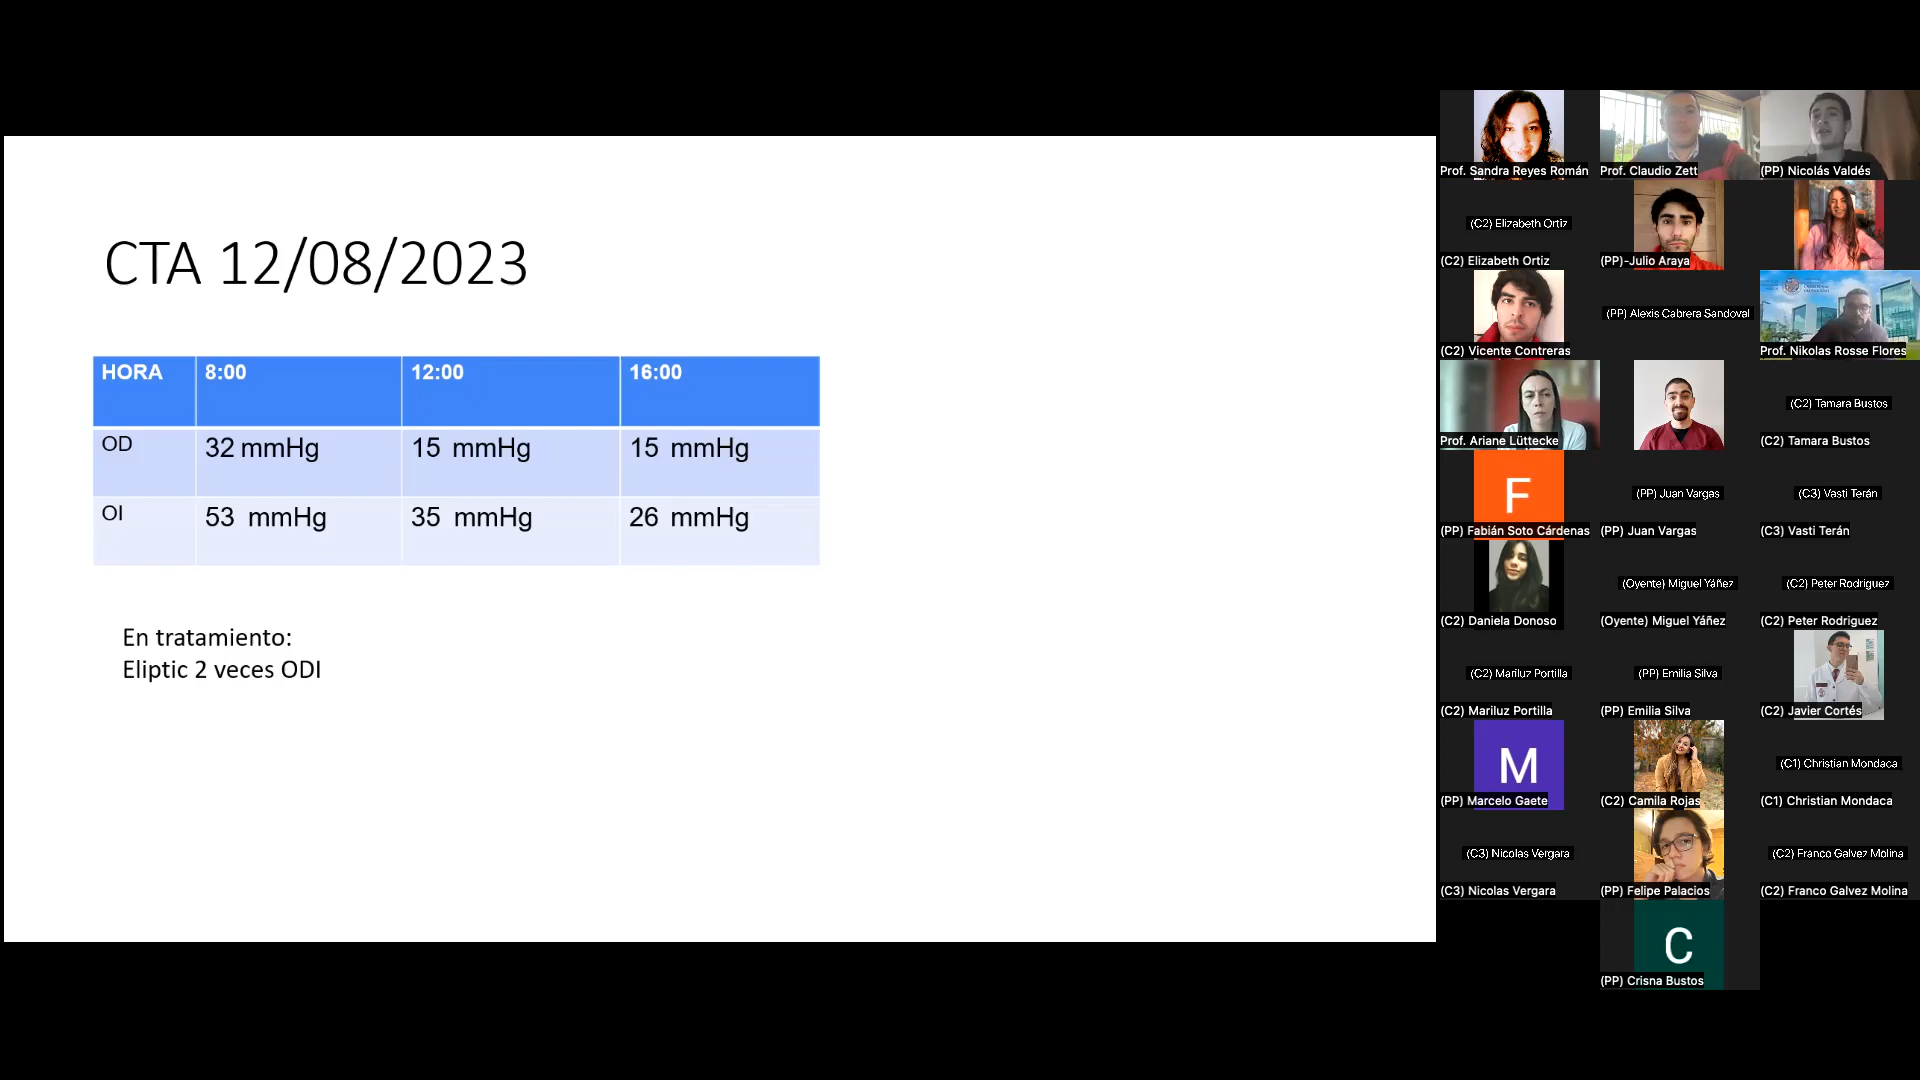 CTA 12/08/2023
HORA 8:00 12:00 16:00
OD 32 mmHg 15 mmHg 15 mmHg
OI 53 mmHg 35 mmHg 26 mmHg
En tratamiento:
Eliptic 2 veces ODI
Prof. Sandra Reyes Román
Prof. Claudio Zett
(PP) Nicolás Valdés
(C2) Elizabeth Ortiz
(C2) Elizabeth Ortiz
(PP)-Julio Araya
(C2) Vicente Contreras
(PP) Alexis Cabrera Sandoval
Prof. Nikolas Rosse Flores
Prof. Ariane Lüttecke
(C2) Tamara Bustos
(C2) Tamara Bustos
F
(PP) Fabián Soto Cárdenas
(PP) Juan Vargas
(PP) Juan Vargas
(C3) Vasti Terán
(C3) Vasti Terán
(C2) Daniela Donoso
(Oyente) Miguel Yáñez
(Oyente) Miguel Yáñez
(C2) Peter Rodriguez
(C2) Peter Rodriguez
(C2) Mariluz Portilla
(C2) Mariluz Portilla
(PP) Emilia Silva
(PP) Emilia Silva
(C2) Javier Cortés
M
(PP) Marcelo Gaete
(C2) Camila Rojas
(C1) Christian Mondaca
(C1) Christian Mondaca
(C3) Nicolas Vergara
(C3) Nicolas Vergara
(PP) Felipe Palacios
(C2) Franco Galvez Molina
(C2) Franco Galvez Molina
C
(PP) Crisna Bustos